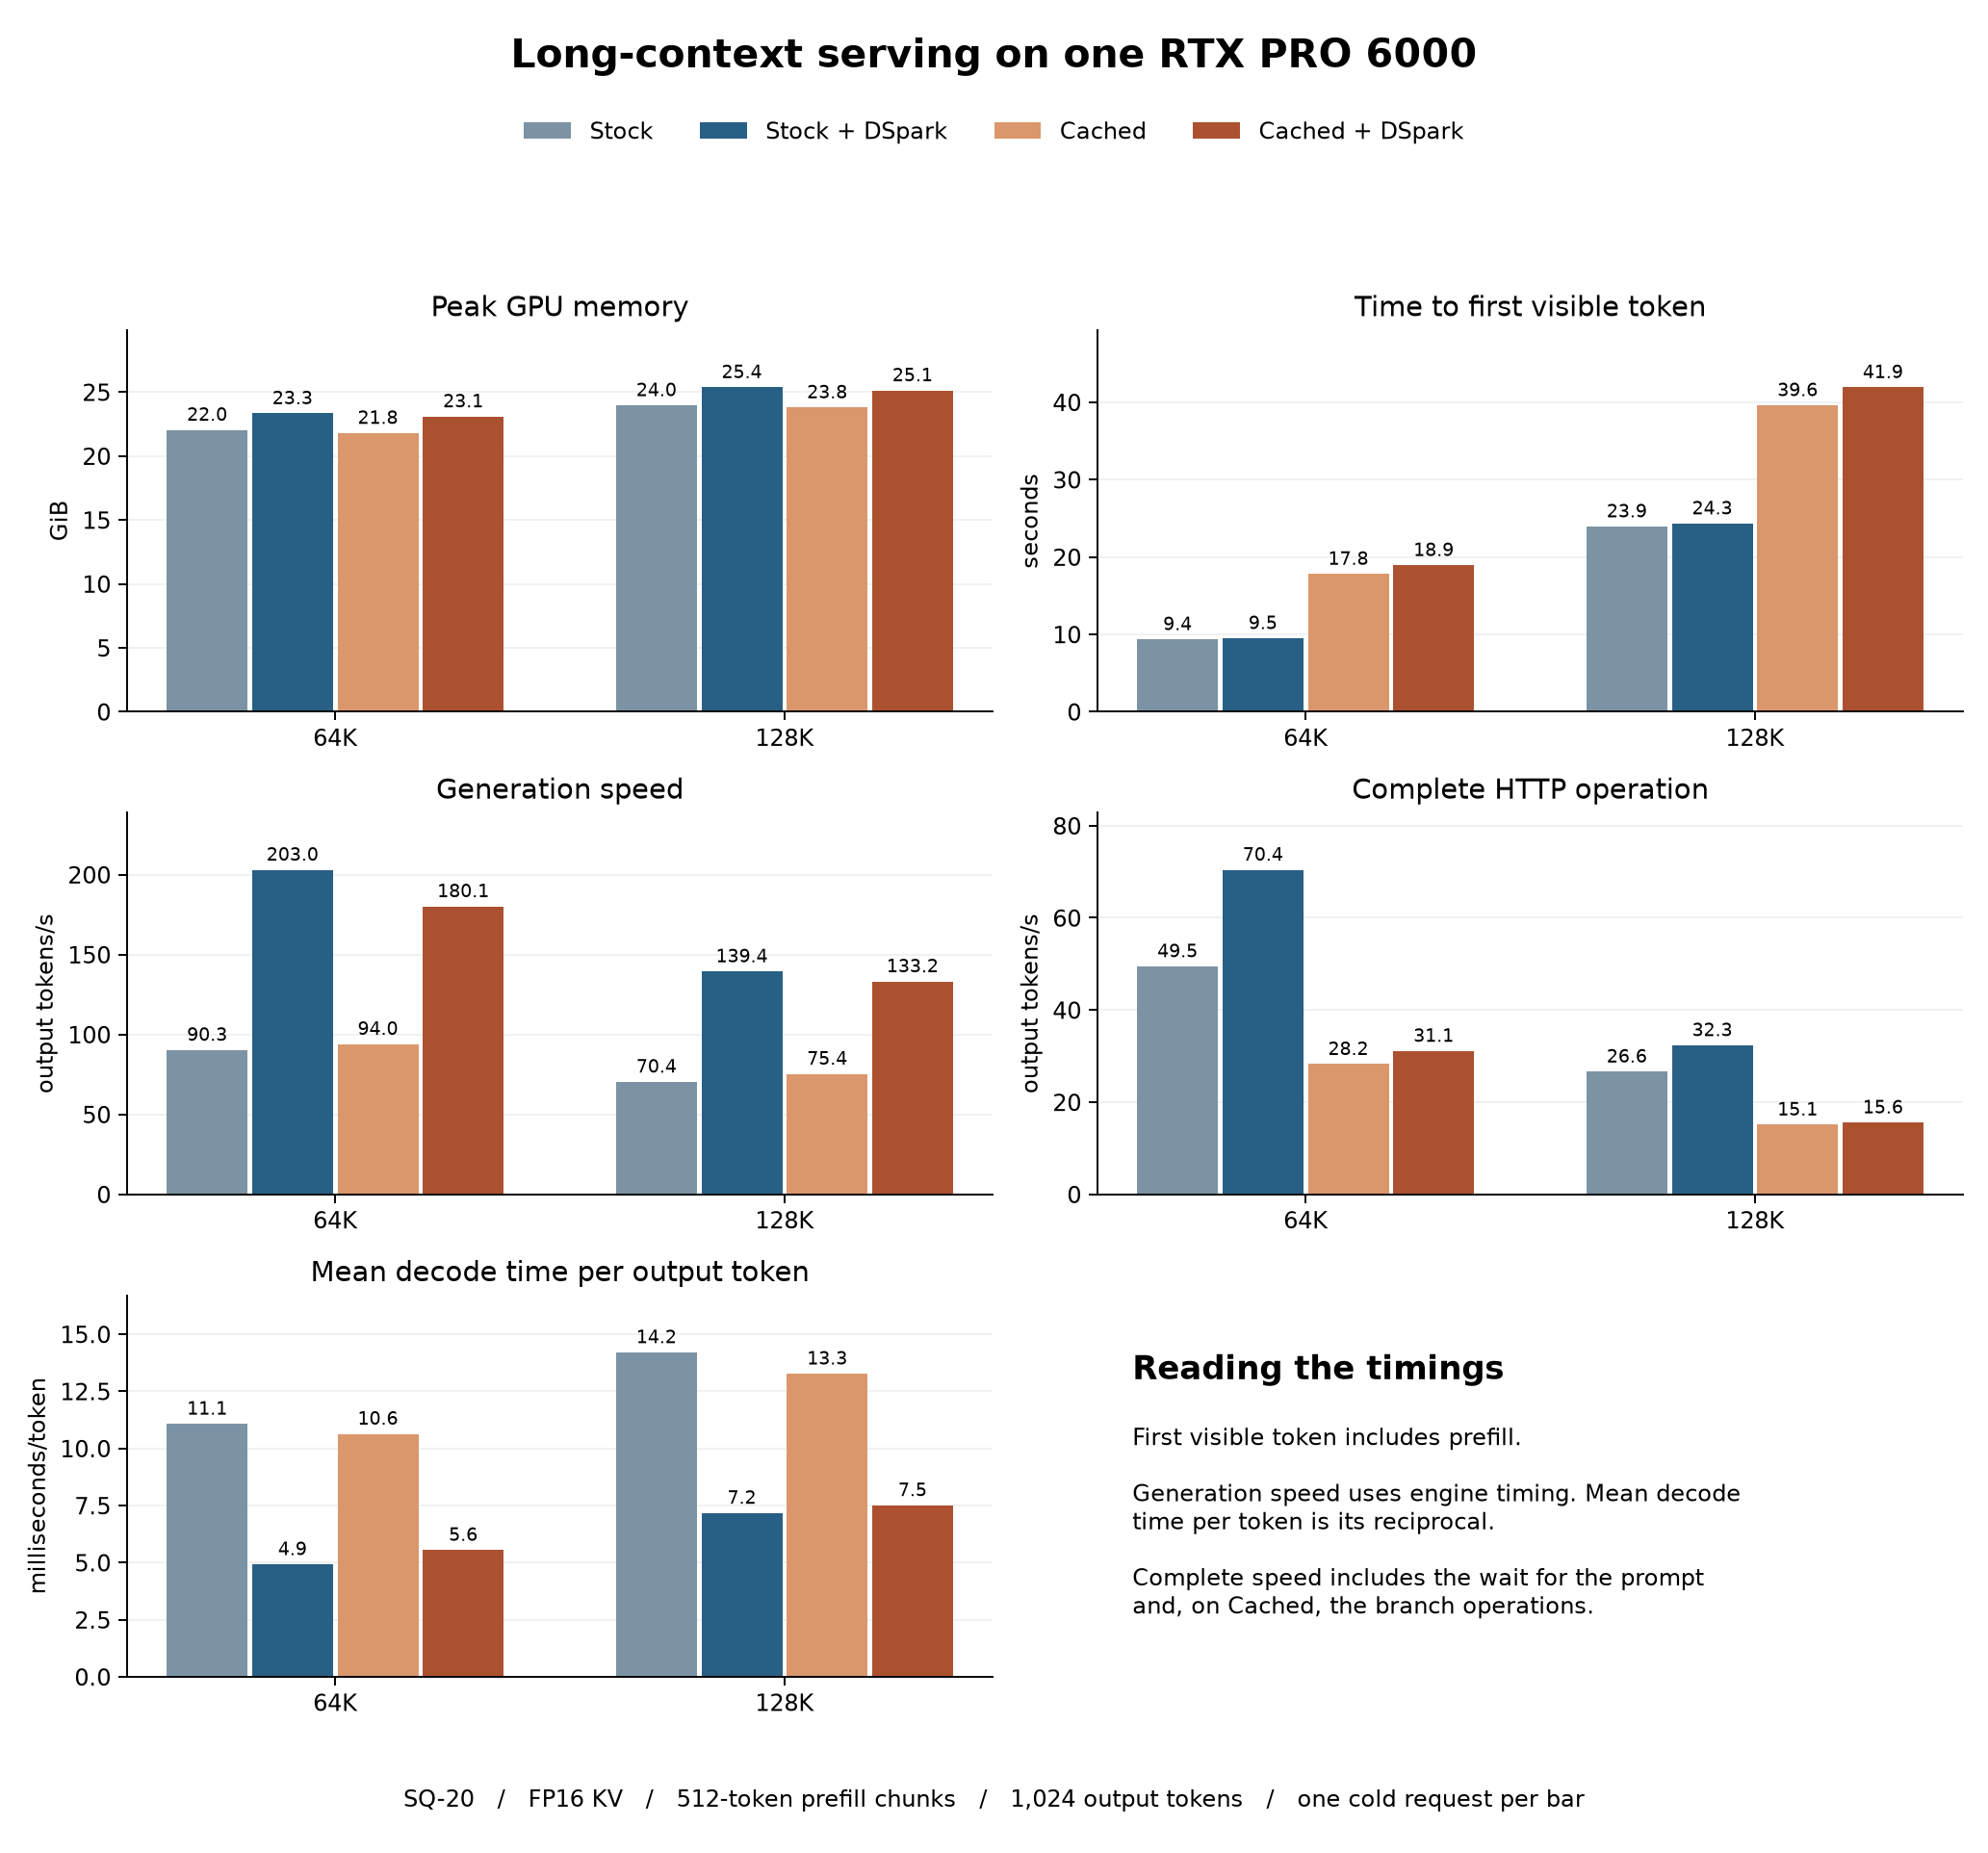 Long-context serving on one RTX PRO 6000
Stock
Stock + DSpark
Cached
Cached + DSpark
Peak GPU memory
GiB
25
20
15
10
5
0
22.0
23.3
21.8
23.1
24.0
25.4
23.8
25.1
64K
128K
Time to first visible token
seconds
40
30
20
10
0
9.4
9.5
17.8
18.9
23.9
24.3
39.6
41.9
64K
128K
Generation speed
output tokens/s
200
150
100
50
0
90.3
203.0
94.0
180.1
70.4
139.4
75.4
133.2
64K
128K
Complete HTTP operation
output tokens/s
80
60
40
20
0
49.5
70.4
28.2
31.1
26.6
32.3
15.1
15.6
64K
128K
Mean decode time per output token
milliseconds/token
15.0
12.5
10.0
7.5
5.0
2.5
0.0
11.1
4.9
10.6
5.6
14.2
7.2
13.3
7.5
64K
128K
Reading the timings
First visible token includes prefill.
Generation speed uses engine timing. Mean decode
time per token is its reciprocal.
Complete speed includes the wait for the prompt
and, on Cached, the branch operations.
SQ-20 / FP16 KV / 512-token prefill chunks / 1,024 output tokens / one cold request per bar